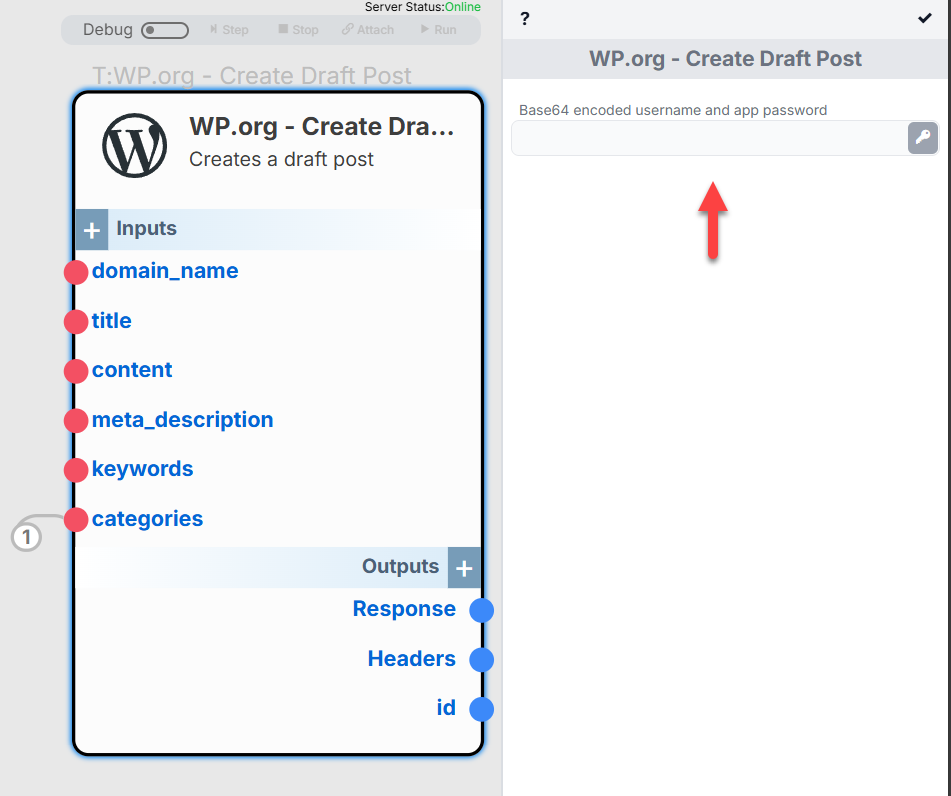 Server Status:Online
Debug Step Stop Attach Run
T:WP.org - Create Draft Post
WP.org - Create Dra...
Creates a draft post
+ Inputs
domain_name
title
content
meta_description
keywords
1 categories
Outputs +
Response
Headers
id
?
WP.org - Create Draft Post
Base64 encoded username and app password